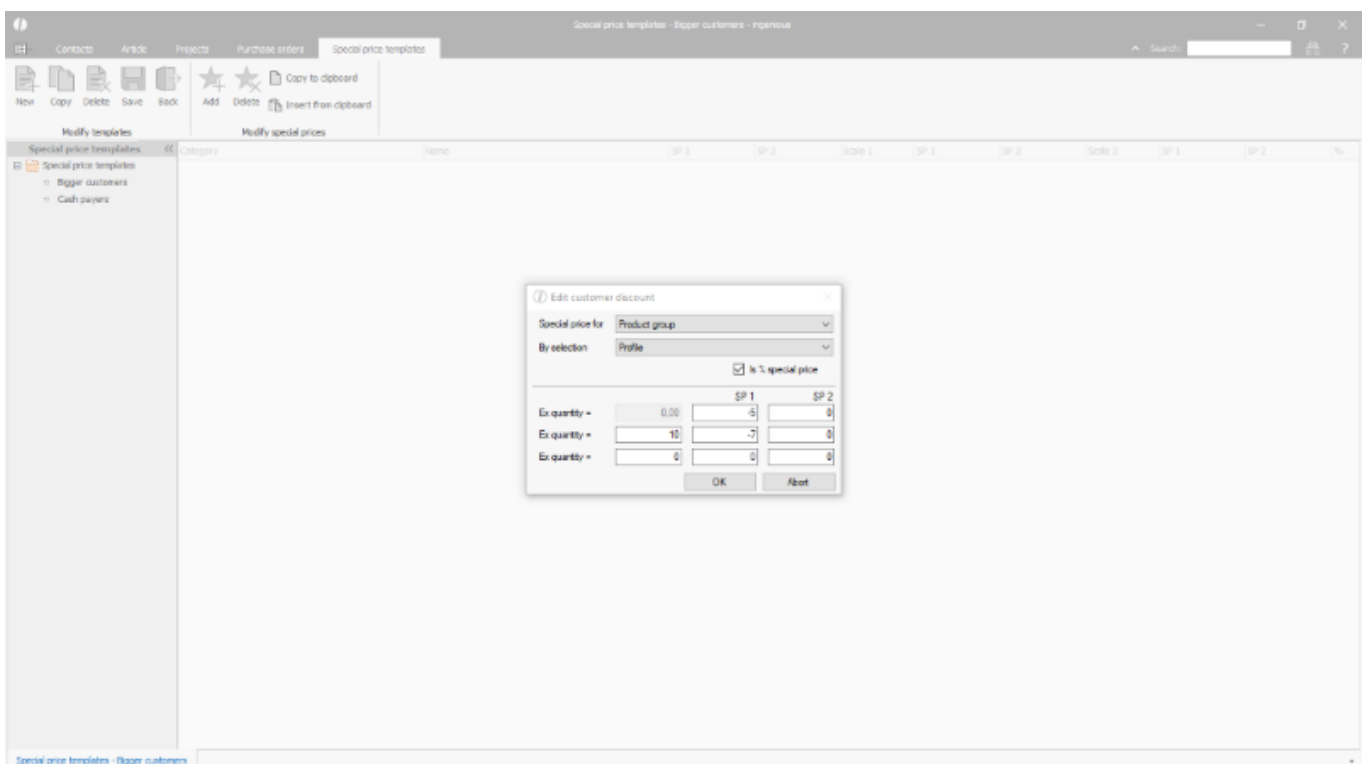 Special price templates - Bigger customers - ingenious
Contacts Article Projects Purchase orders Special price templates Search: ?
Copy to clipboard
New Copy Delete Save Back Add Delete Insert from clipboard
Modify templates Modify special prices
Special price templates Category Name SP 1 SP 2 Scale 1 SP 1 SP 2 Scale 2 SP 1 SP 2 %
Special price templates
Bigger customers
Cash payers
Edit customer discount
Special price for Product group
By selection Profile
Is % special price
SP 1 SP 2
Ex quantity = 0,00 -5 0
Ex quantity = 10 -7 0
Ex quantity = 0 0 0
OK Abort
Special price templates - Bigger customers